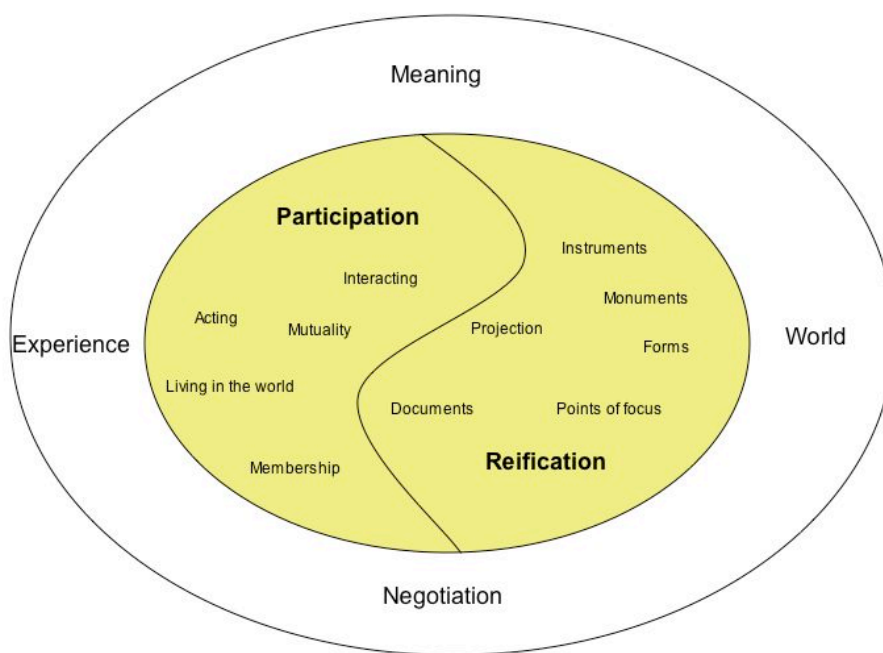 Meaning
Participation
Instruments
Interacting
Monuments
Acting
Mutuality
Projection
Experience
World
Forms
Living in the world
Documents
Points of focus
Membership
Reification
Negotiation